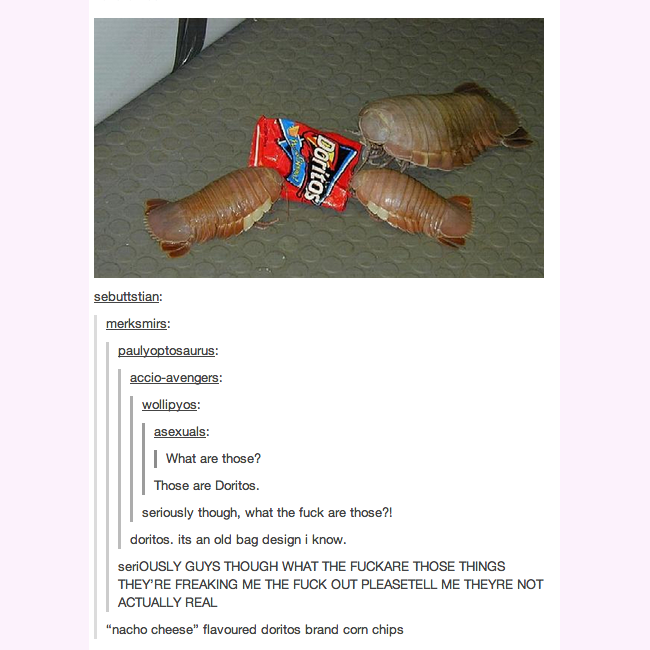 Doritos
sebuttstian:
merksmirs:
paulyoptosaurus:
accio-avengers:
wollipyos:
asexuals:
What are those?
Those are Doritos.
seriously though, what the fuck are those?!
doritos. its an old bag design i know.
seriOUSLY GUYS THOUGH WHAT THE FUCKARE THOSE THINGS
THEY'RE FREAKING ME THE FUCK OUT PLEASETELL ME THEYRE NOT
ACTUALLY REAL
“nacho cheese” flavoured doritos brand corn chips